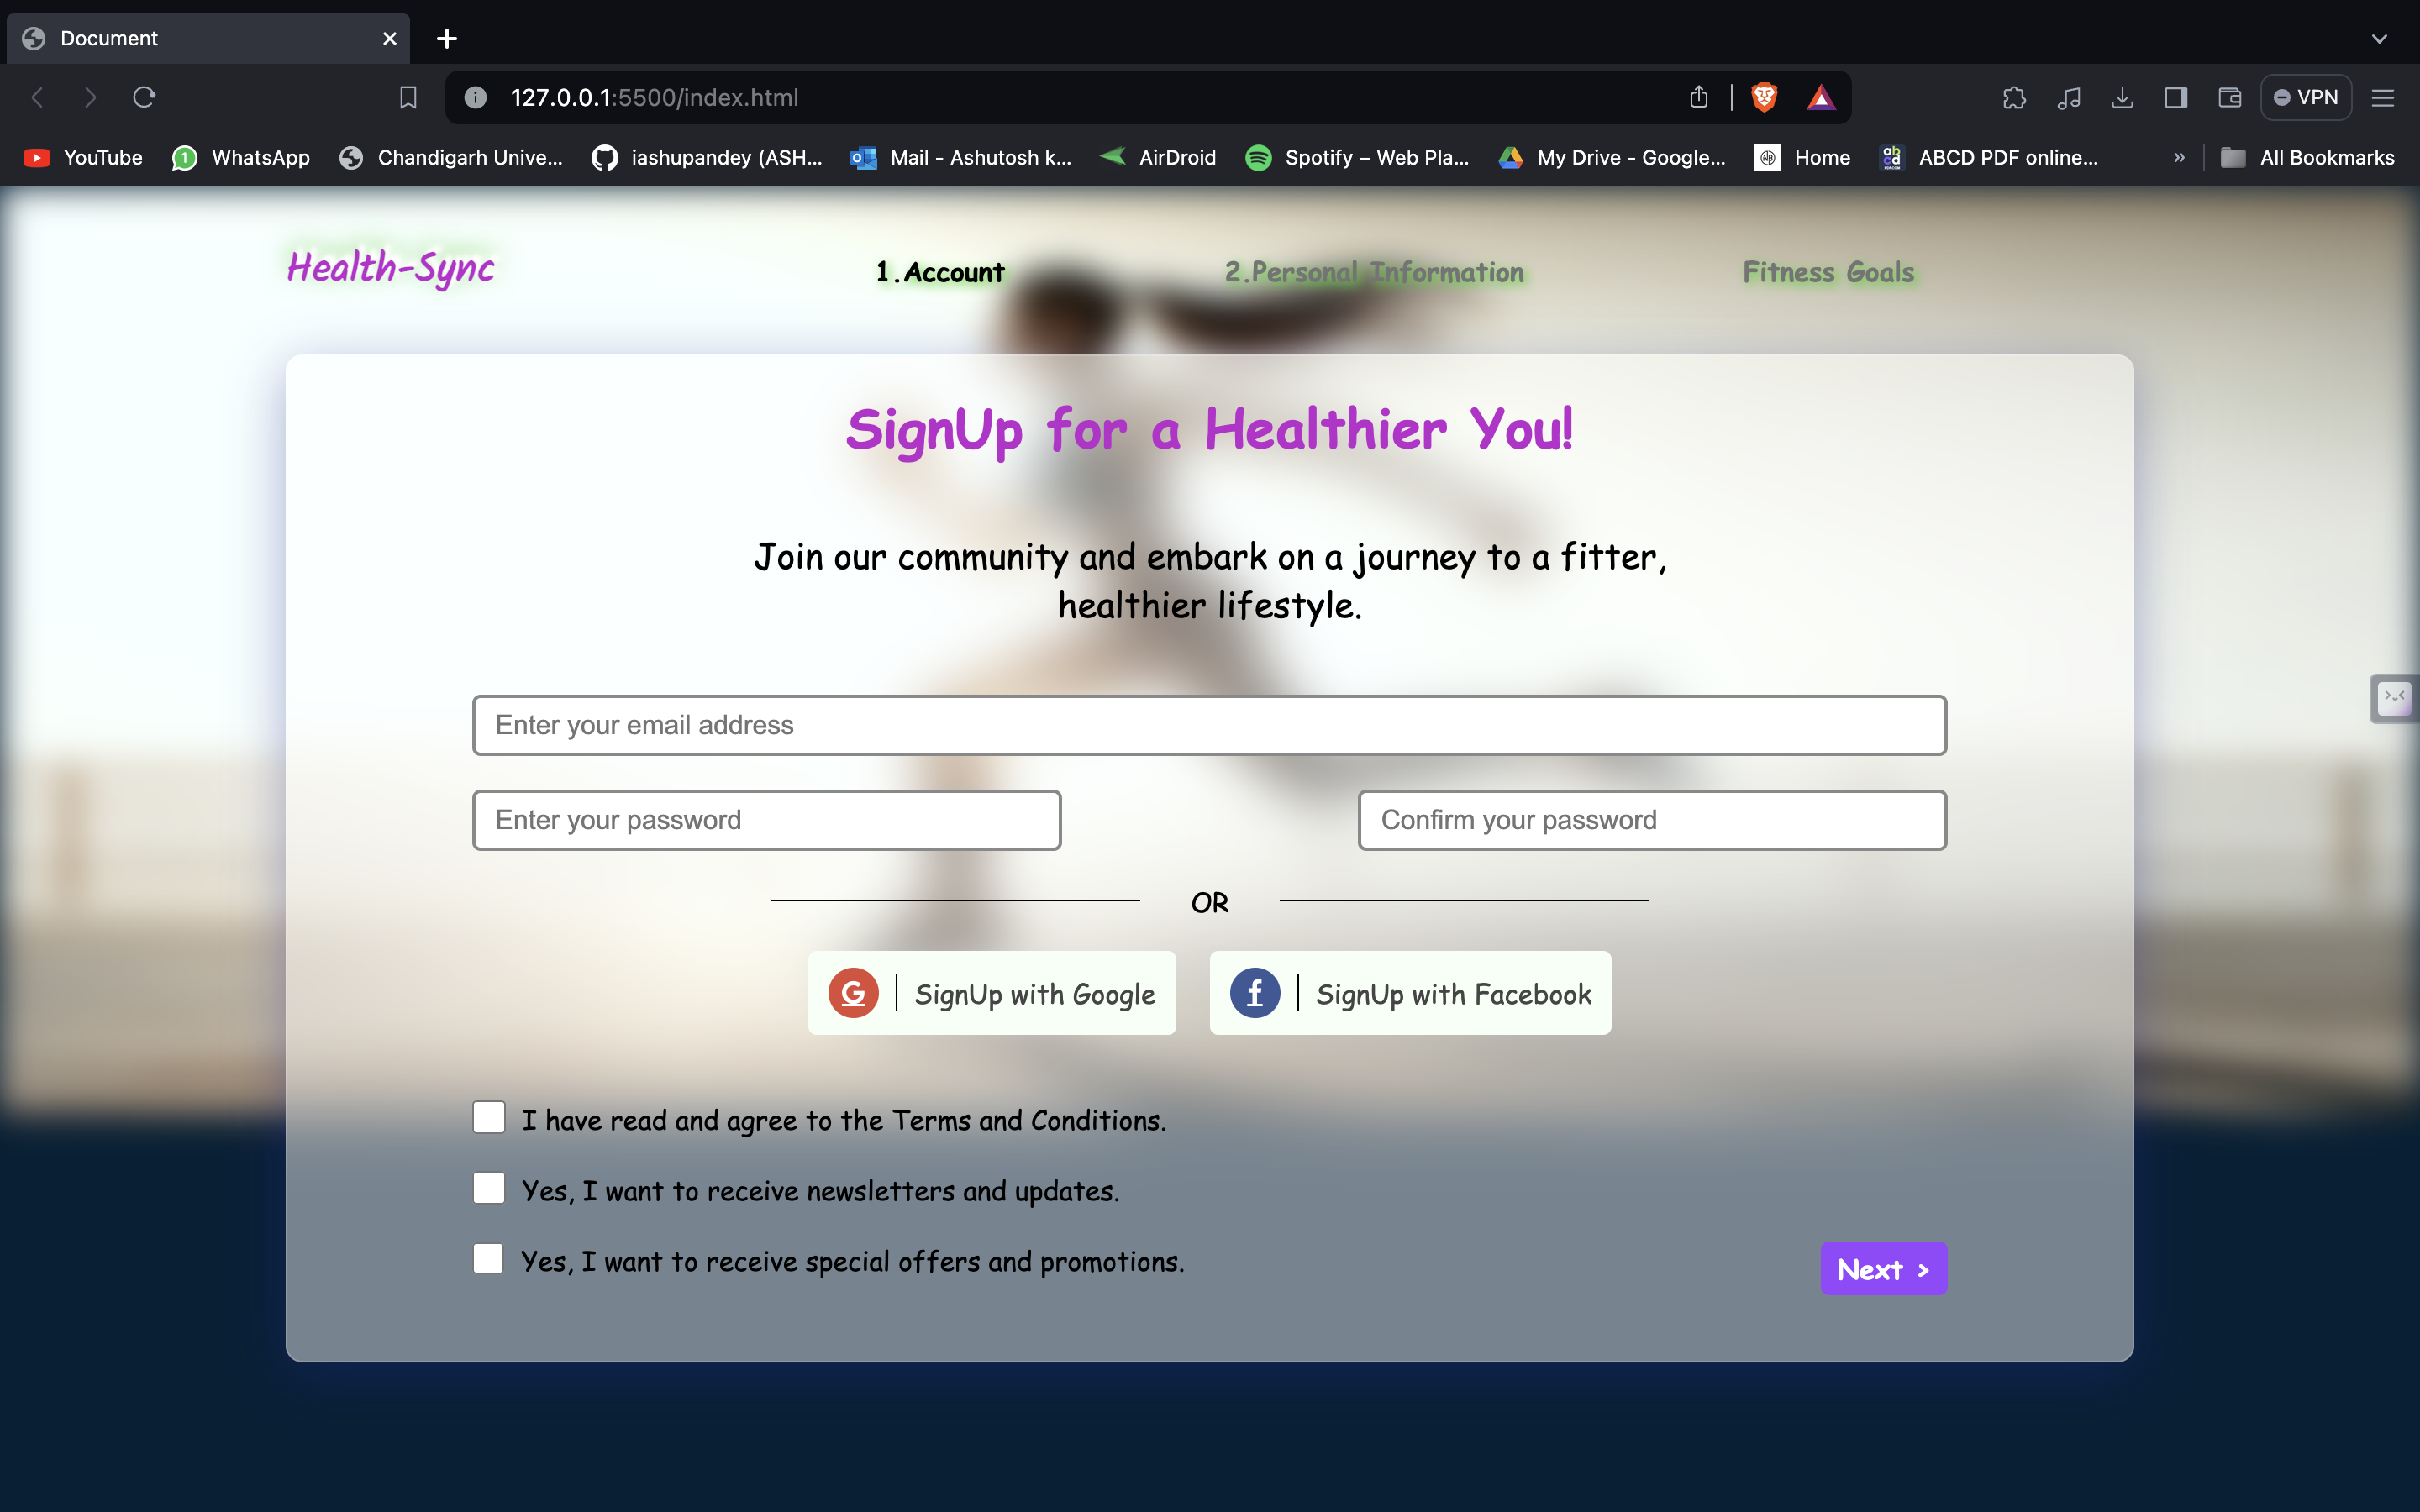 Document
127.0.0.1:5500/index.html
VPN
YouTube
1 WhatsApp
Chandigarh Unive...
iashupandey (ASH...
Mail - Ashutosh k...
AirDroid
Spotify – Web Pla...
My Drive - Google...
Home
abcd ABCD PDF online...
» All Bookmarks
Health-Sync
1.Account
2.Personal Information
Fitness Goals
SignUp for a Healthier You!
Join our community and embark on a journey to a fitter,
healthier lifestyle.
Enter your email address
Enter your password
Confirm your password
OR
G | SignUp with Google
f | SignUp with Facebook
I have read and agree to the Terms and Conditions.
Yes, I want to receive newsletters and updates.
Yes, I want to receive special offers and promotions.
Next >